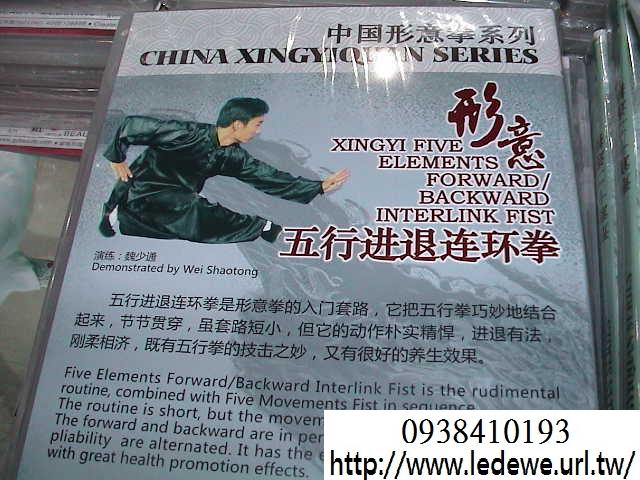 中国形意拳系列
CHINA XINGYIQUAN SERIES
形意
XINGYI FIVE
ELEMENTS
FORWARD/
BACKWARD
INTERLINK FIST
五行进退连环拳
演练：魏少通
Demonstrated by Wei Shaotong
五行进退连环拳是形意拳的入门套路，它把五行拳巧妙地结合
起来，节节贯穿，虽套路短小，但它的动作朴实精悍，进退有法，
刚柔相济，既有五行拳的技击之妙，又有很好的养生效果。
Five Elements Forward/Backward Interlink Fist is the rudimental
routine, combined with Five Movements Fist in sequence.
The routine is short, but the
The forward and backward are in
pliability are alternated. It has the
with great health promotion effects.
0938410193
http://www.ledewe.url.tw/